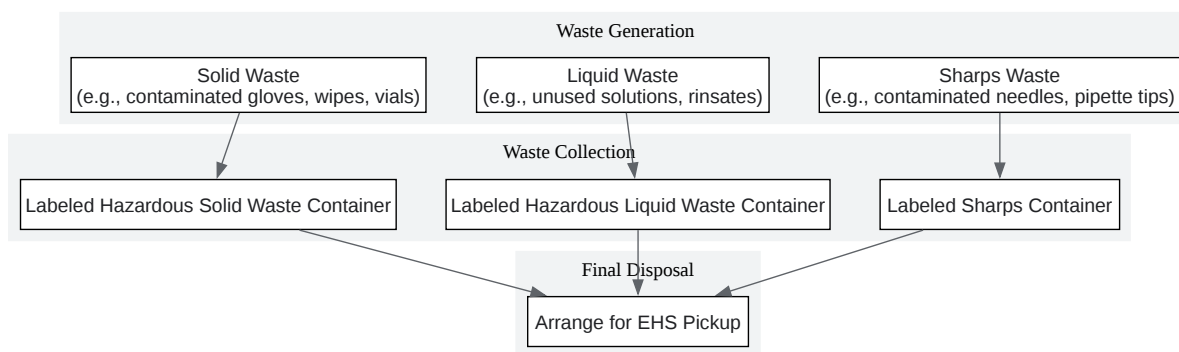 Waste Generation
Solid Waste
(e.g., contaminated gloves, wipes, vials)
Liquid Waste
(e.g., unused solutions, rinsates)
Sharps Waste
(e.g., contaminated needles, pipette tips)
Waste Collection
Labeled Hazardous Solid Waste Container
Labeled Hazardous Liquid Waste Container
Labeled Sharps Container
Final Disposal
Arrange for EHS Pickup